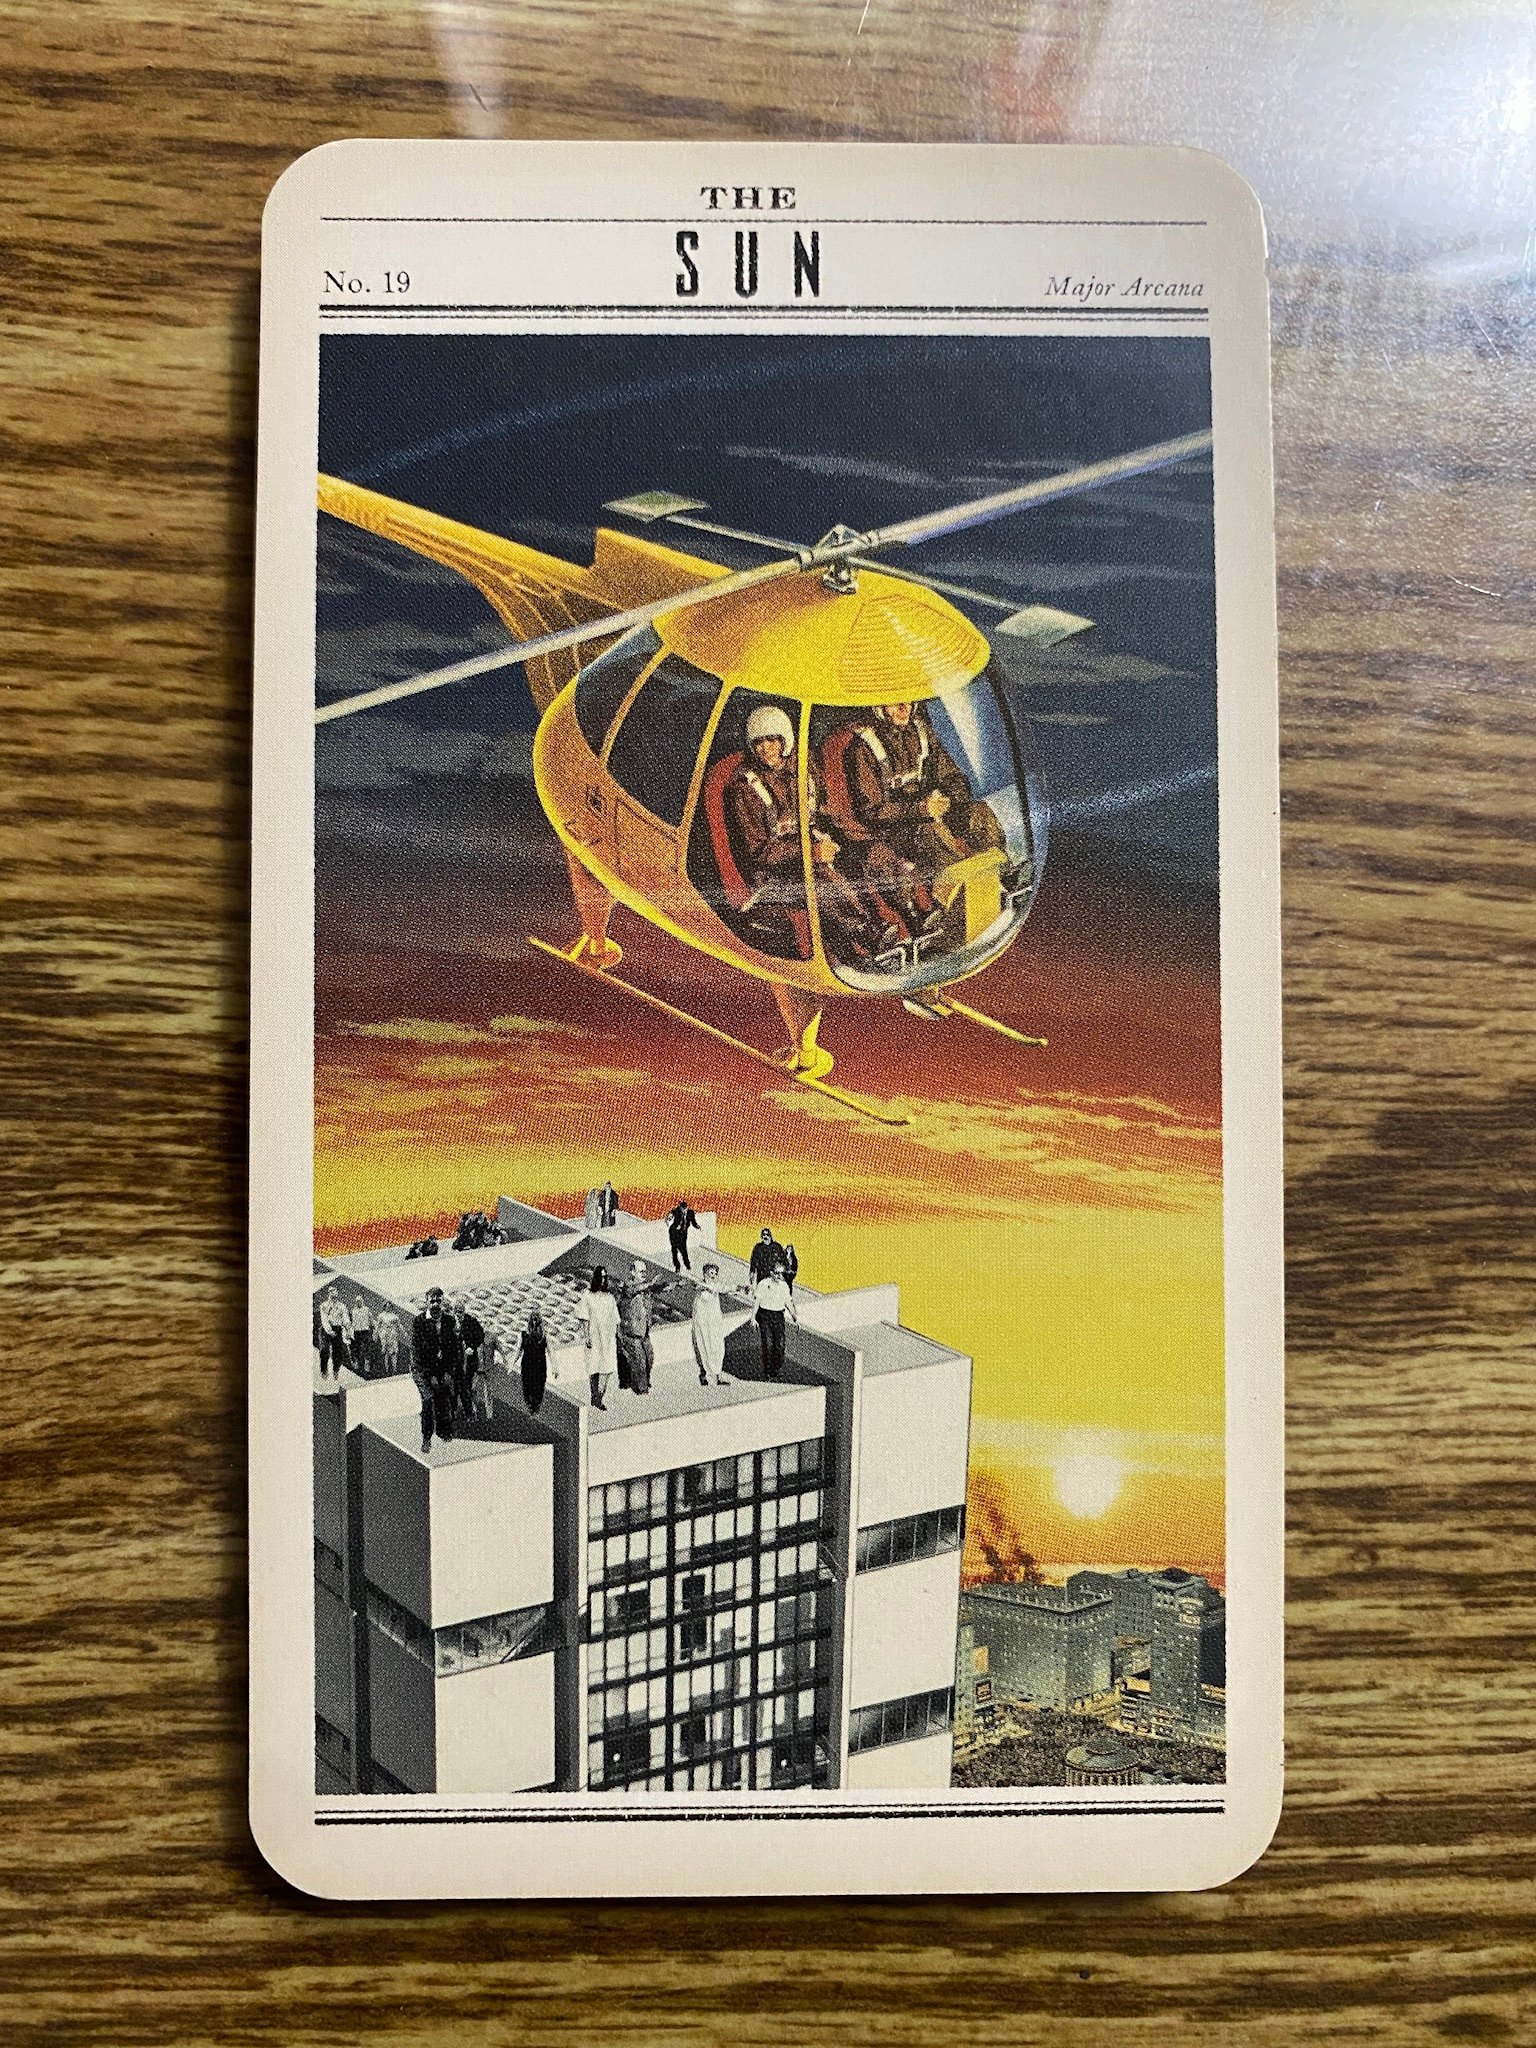 THE
SUN
No. 19
Major Arcana